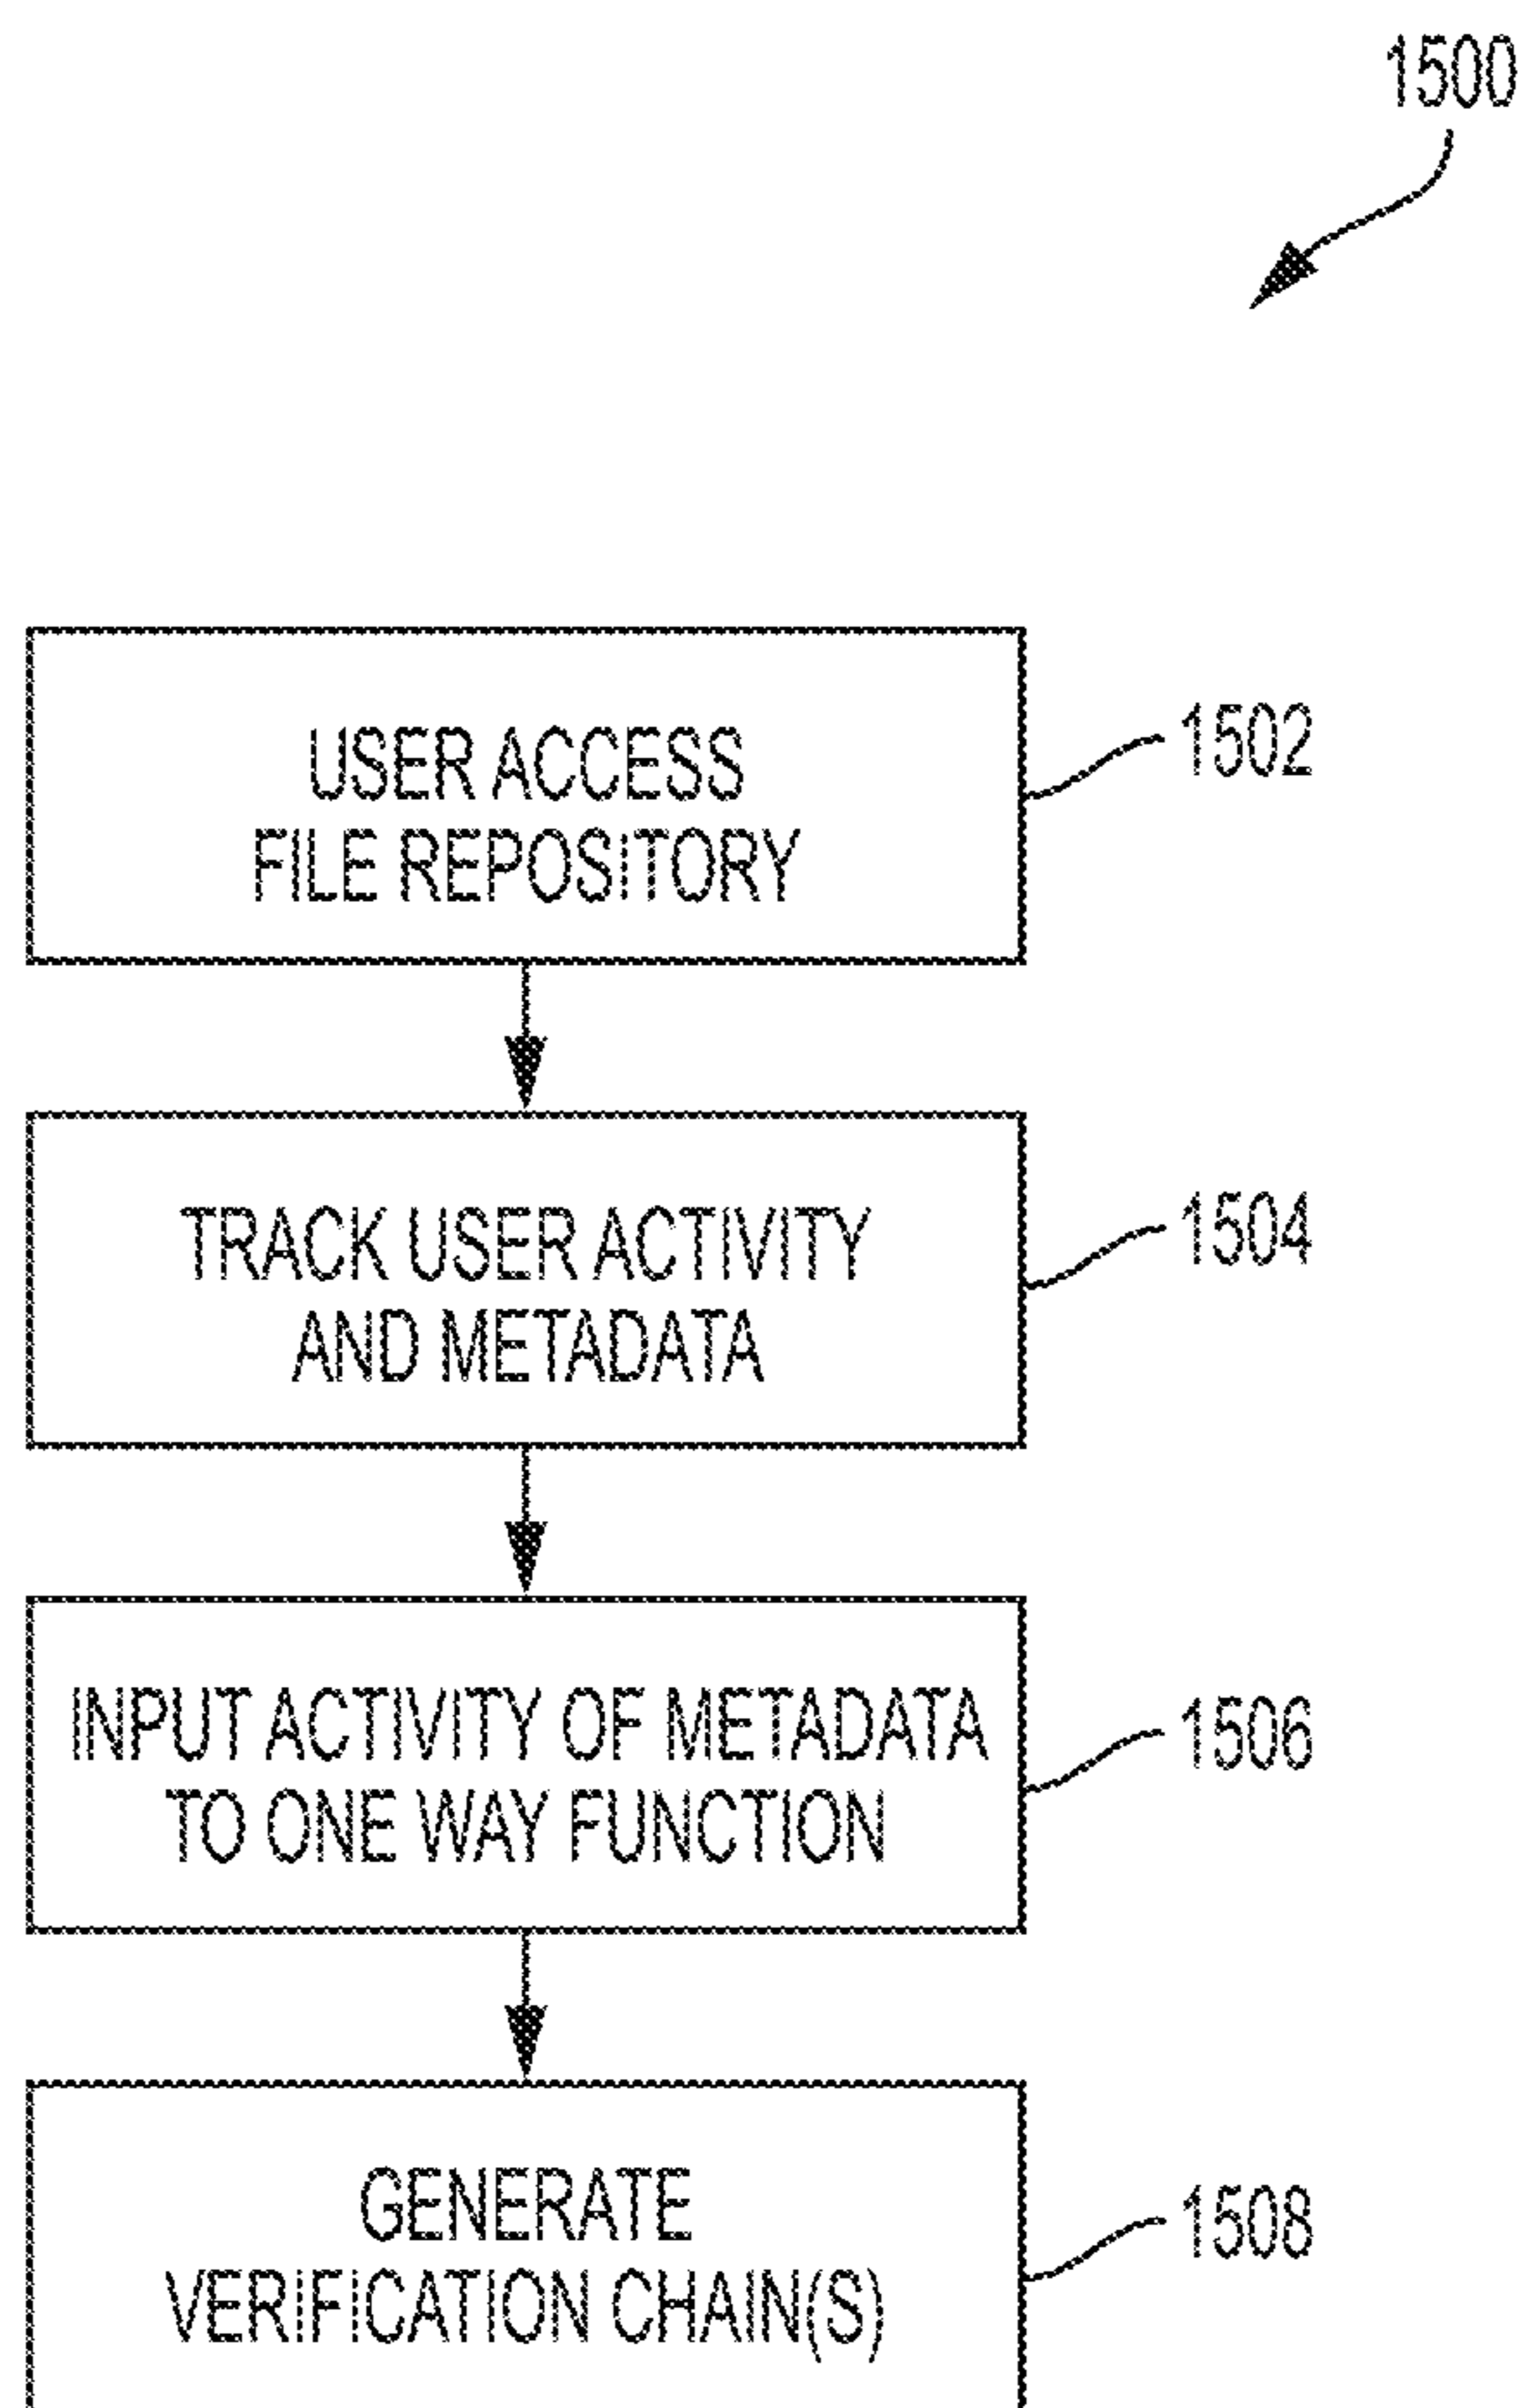 1500
USER ACCESS
FILE REPOSITORY
1502
TRACK USER ACTIVITY
AND METADATA
1504
INPUT ACTIVITY OF METADATA
TO ONE WAY FUNCTION
1506
GENERATE
VERIFICATION CHAIN(S)
1508